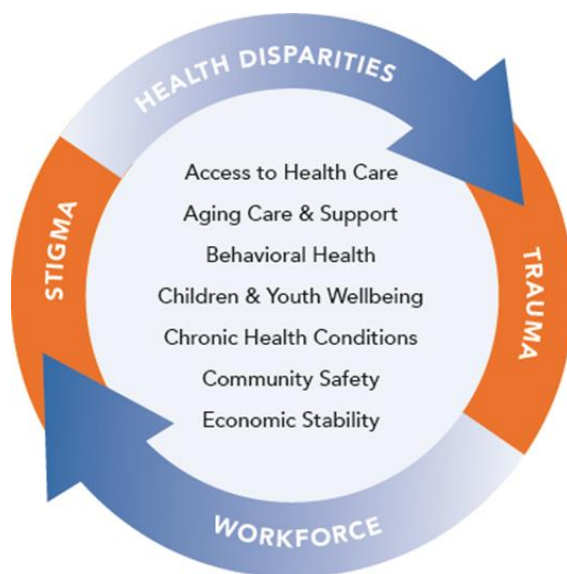 HEALTH DISPARITIES
Access to Health Care
Aging Care & Support
Behavioral Health
Children & Youth Wellbeing
Chronic Health Conditions
Community Safety
Economic Stability
STIGMA
TRAUMA
WORKFORCE